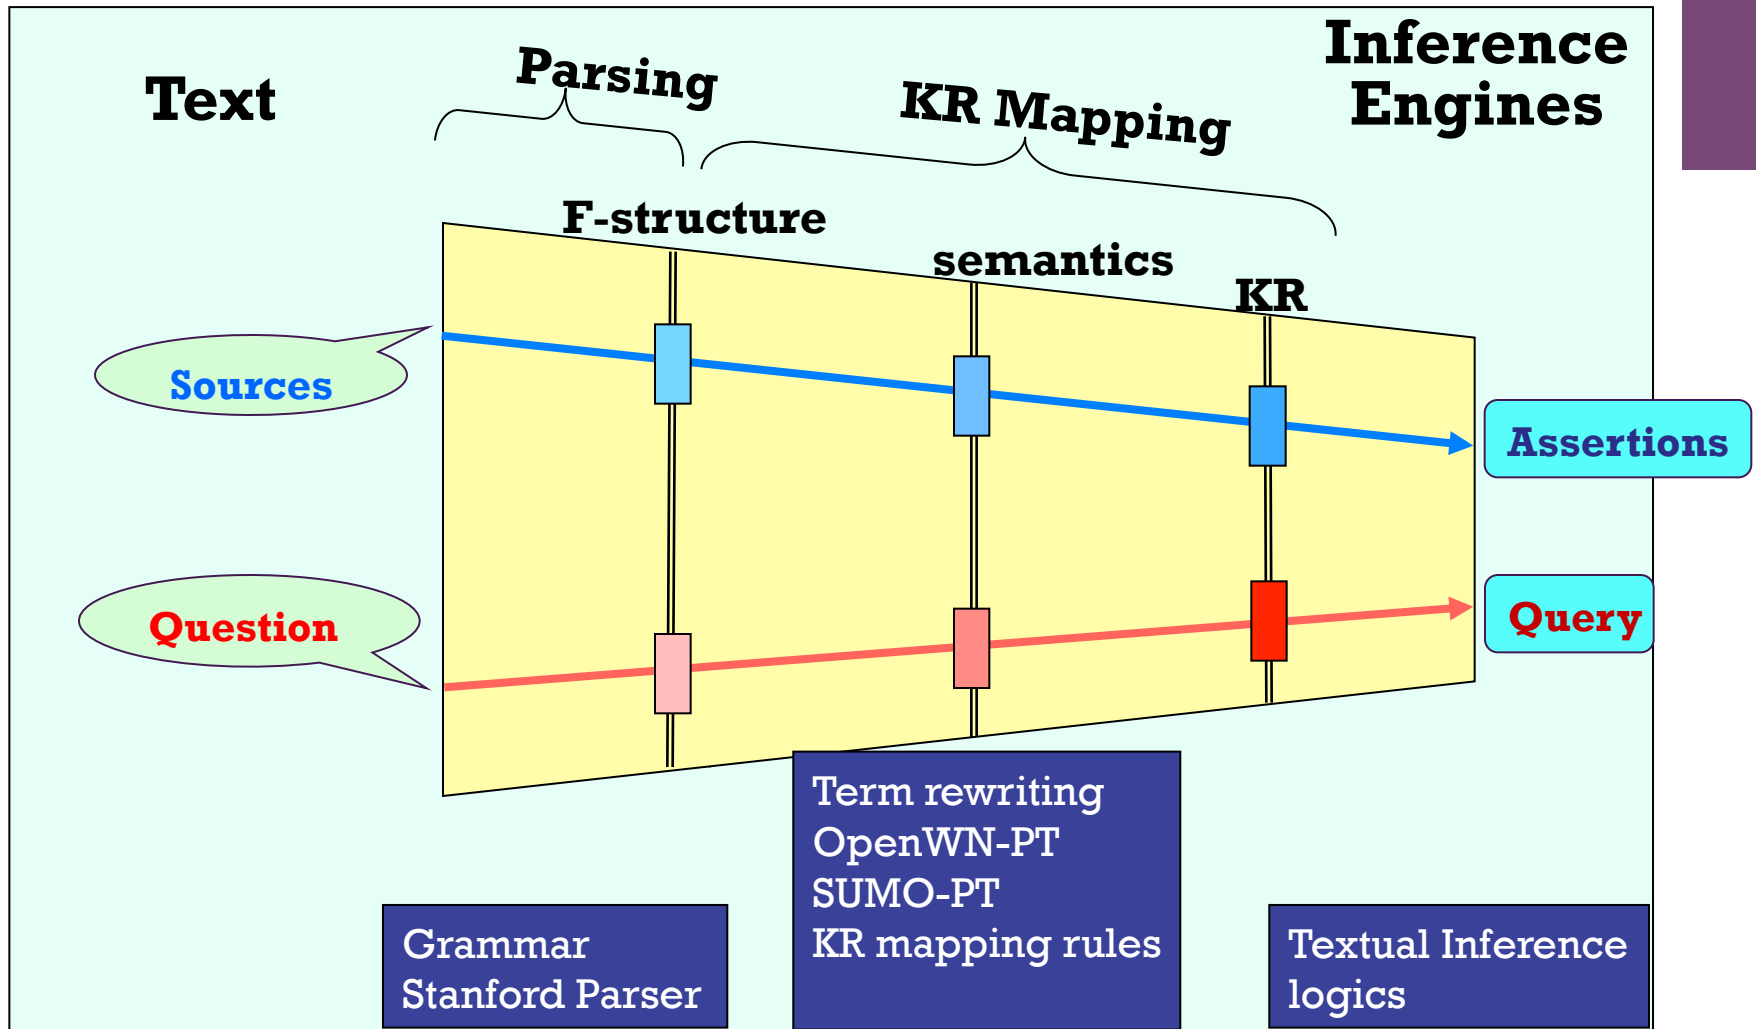 Text
Parsing
KR Mapping
Inference
Engines
F-structure
semantics
KR
Sources
Assertions
Question
Query
Term rewriting
OpenWN-PT
SUMO-PT
KR mapping rules
Grammar
Stanford Parser
Textual Inference
logics